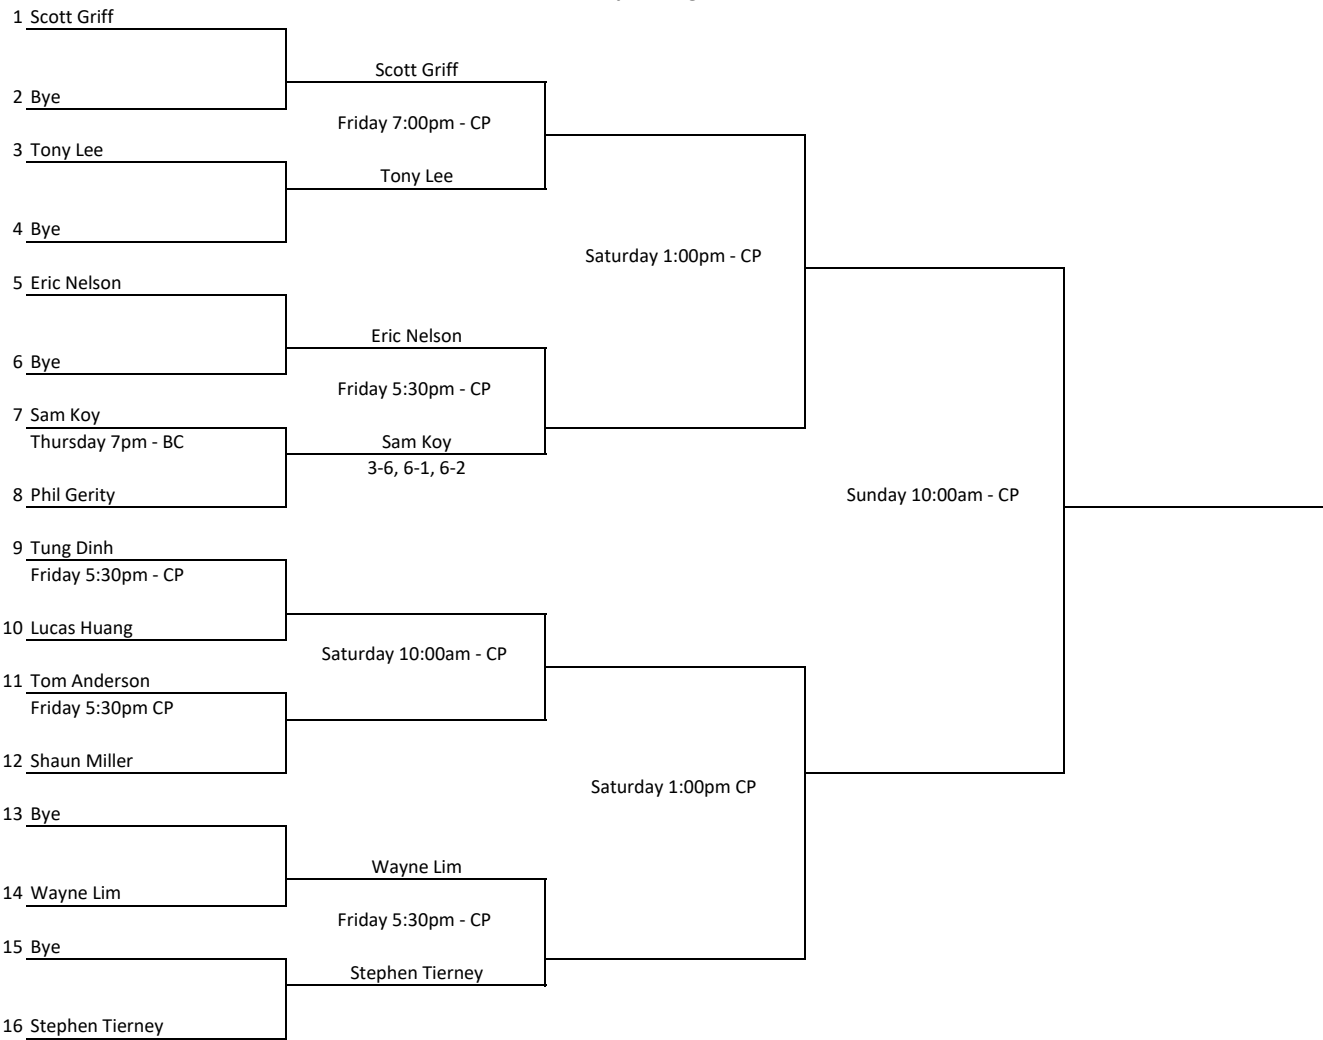 1 Scott Griff
Scott Griff
2 Bye
Friday 7:00pm - CP
3 Tony Lee
Tony Lee
4 Bye
Saturday 1:00pm - CP
5 Eric Nelson
Eric Nelson
6 Bye
Friday 5:30pm - CP
7 Sam Koy
Thursday 7pm - BC
Sam Koy
3-6, 6-1, 6-2
8 Phil Gerity
Sunday 10:00am - CP
9 Tung Dinh
Friday 5:30pm - CP
10 Lucas Huang
Saturday 10:00am - CP
11 Tom Anderson
Friday 5:30pm CP
12 Shaun Miller
Saturday 1:00pm CP
13 Bye
Wayne Lim
14 Wayne Lim
Friday 5:30pm - CP
15 Bye
Stephen Tierney
16 Stephen Tierney